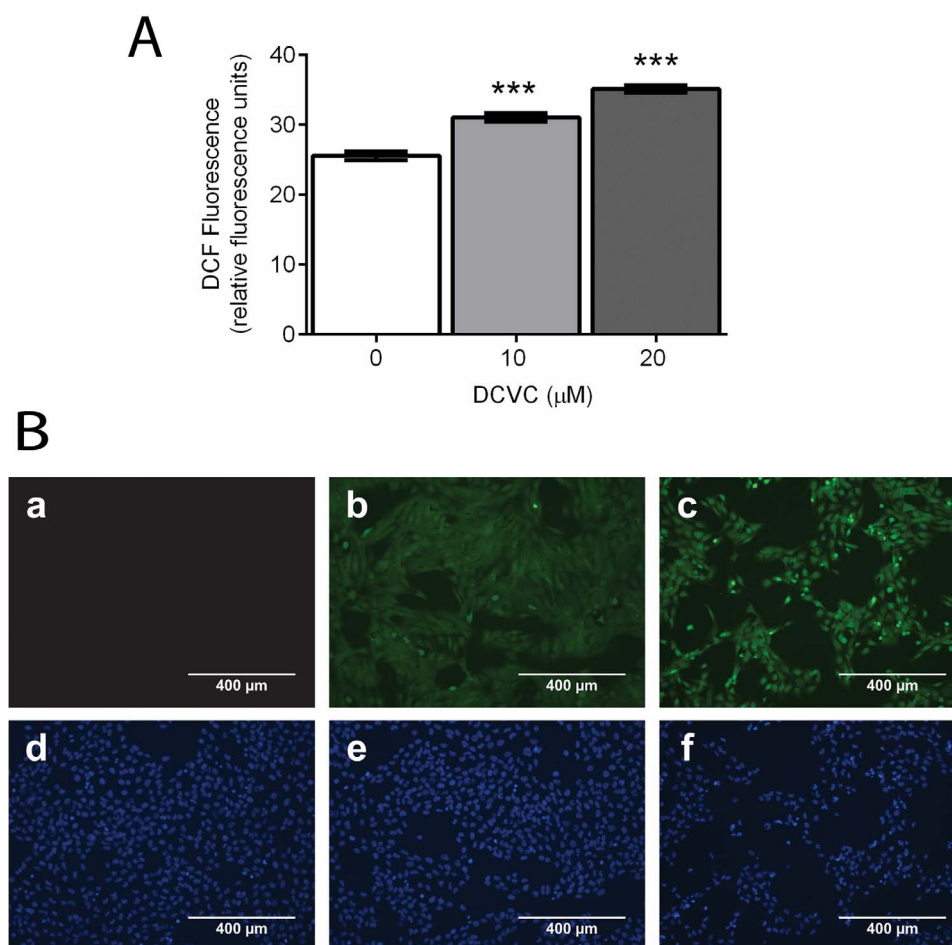 A
DCF Fluorescence
(relative fluorescence units)
40
30
20
10
0
***
***
0
10
20
DCVC (μM)
B
a
400 μm
b
400 μm
c
400 μm
d
400 μm
e
400 μm
f
400 μm